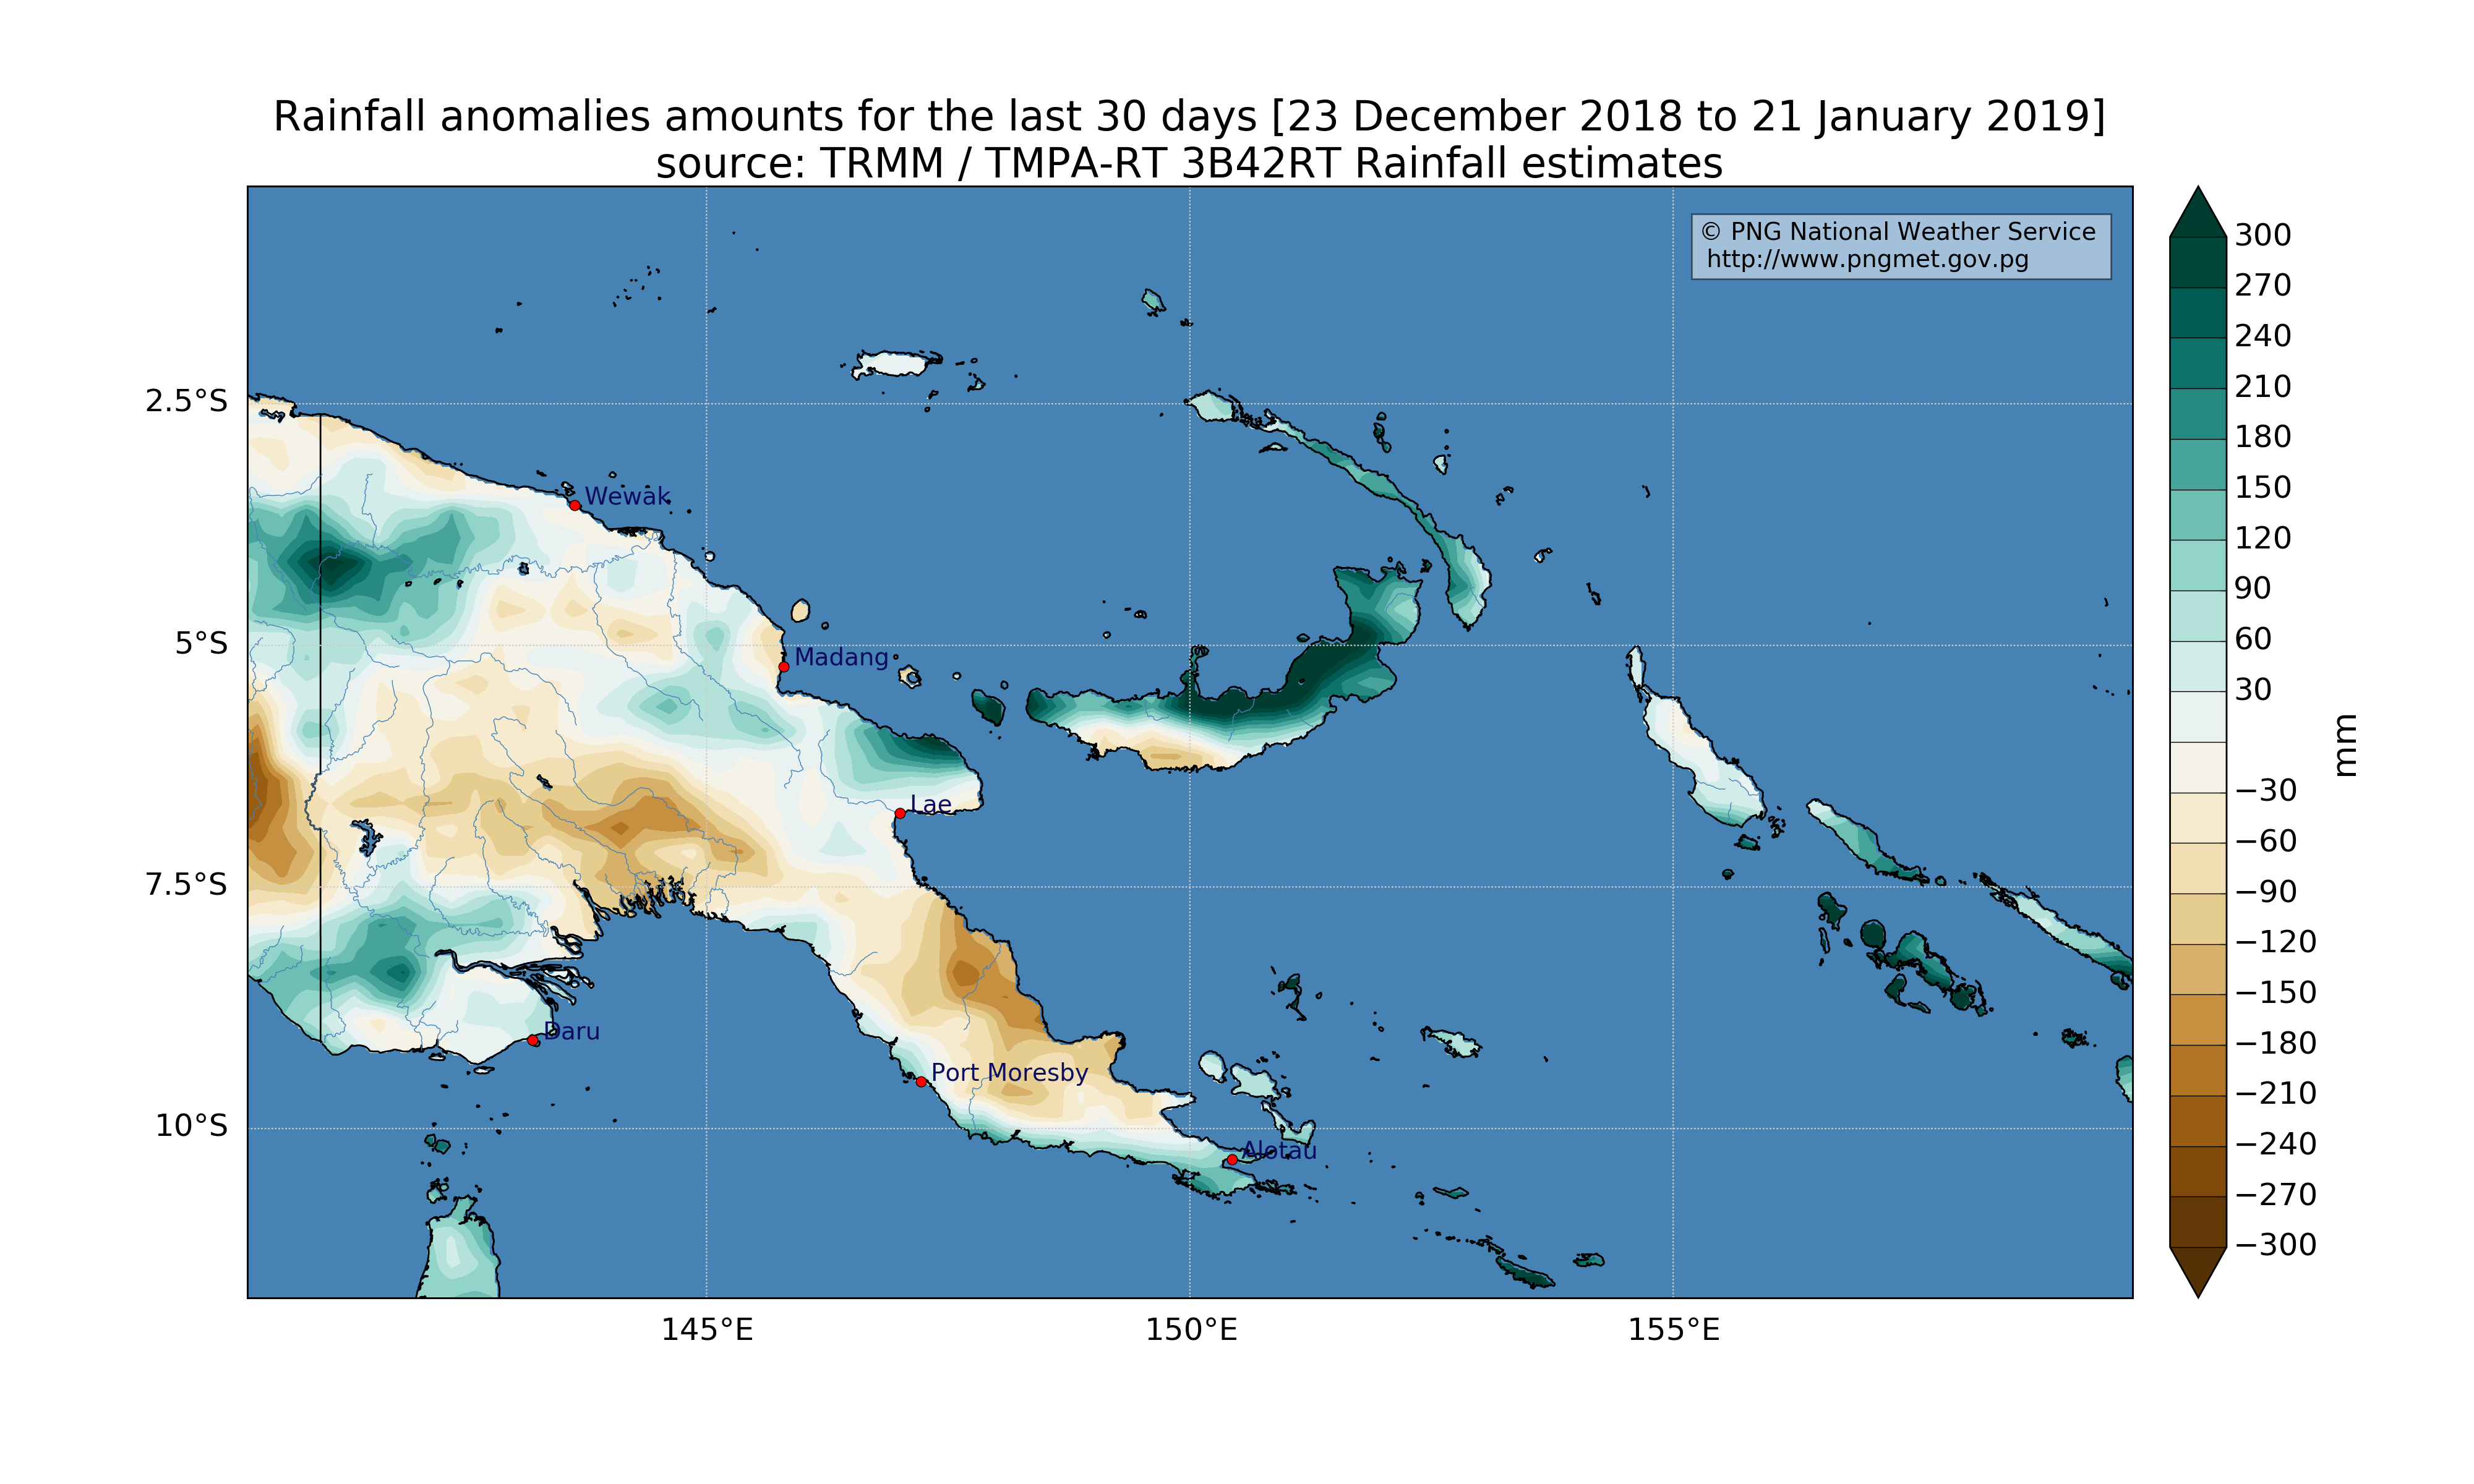 Rainfall anomalies amounts for the last 30 days [23 December 2018 to 21 January 2019]
source: TRMM / TMPA-RT 3B42RT Rainfall estimates
© PNG National Weather Service
http://www.pngmet.gov.pg
2.5°S
5°S
7.5°S
10°S
145°E
150°E
155°E
Wewak
Madang
Lae
Daru
Port Moresby
Alotau
300
270
240
210
180
150
120
90
60
30
−30
−60
−90
−120
−150
−180
−210
−240
−270
−300
mm